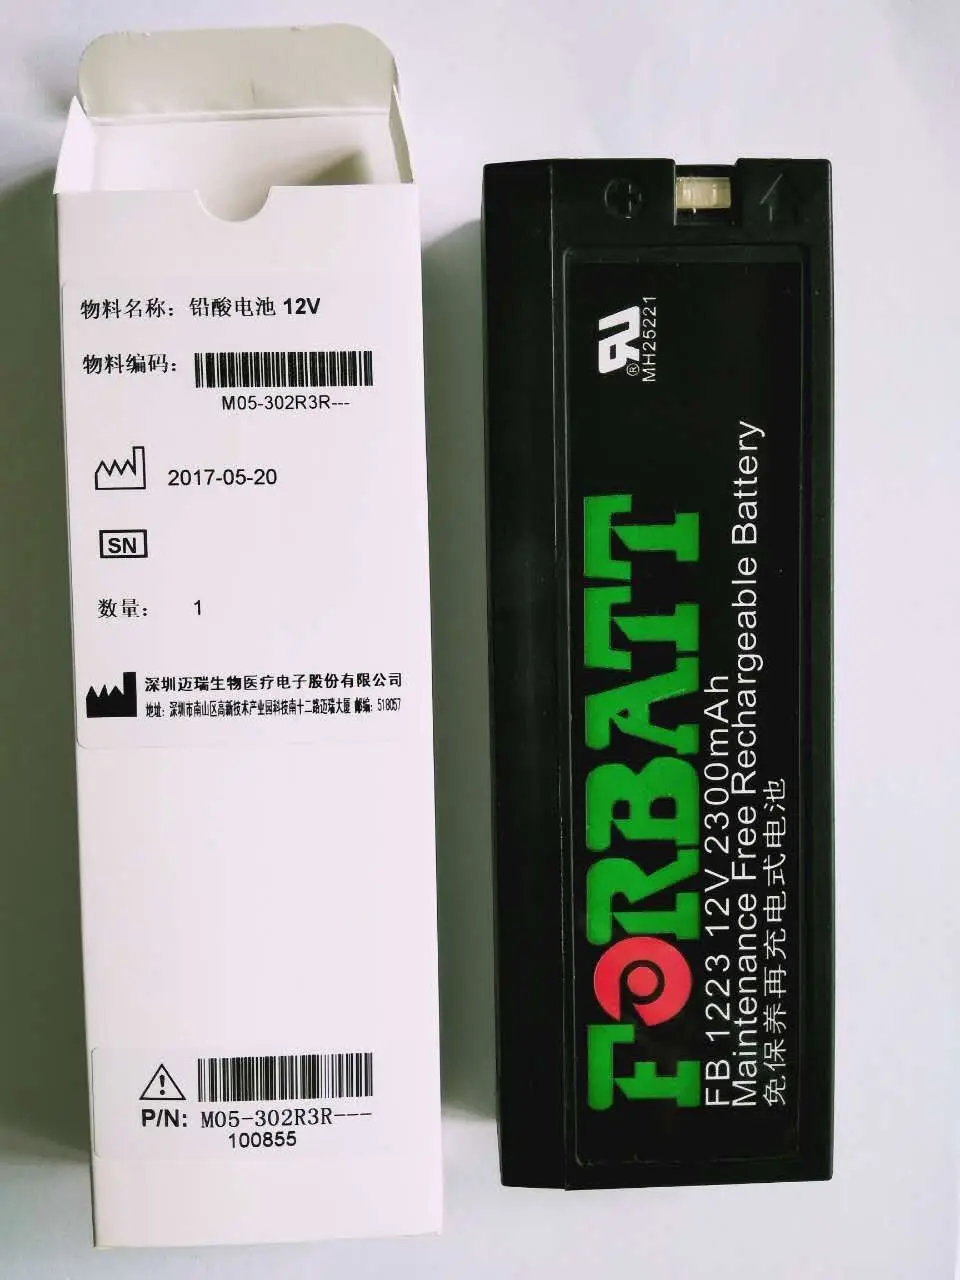 物料名称：铅酸电池 12V
物料编码：
M05-302R3R---
2017-05-20
SN
数量： 1
深圳迈瑞生物医疗电子股份有限公司
地址：深圳市南山区高新技术产业园科技南十二路迈瑞大厦 邮编：518057
P/N: M05-302R3R---
100855
® MH25221
FORBATT
FB 1223 12V 2300mAh
Maintenance Free Rechargeable Battery
免保养再充电式电池